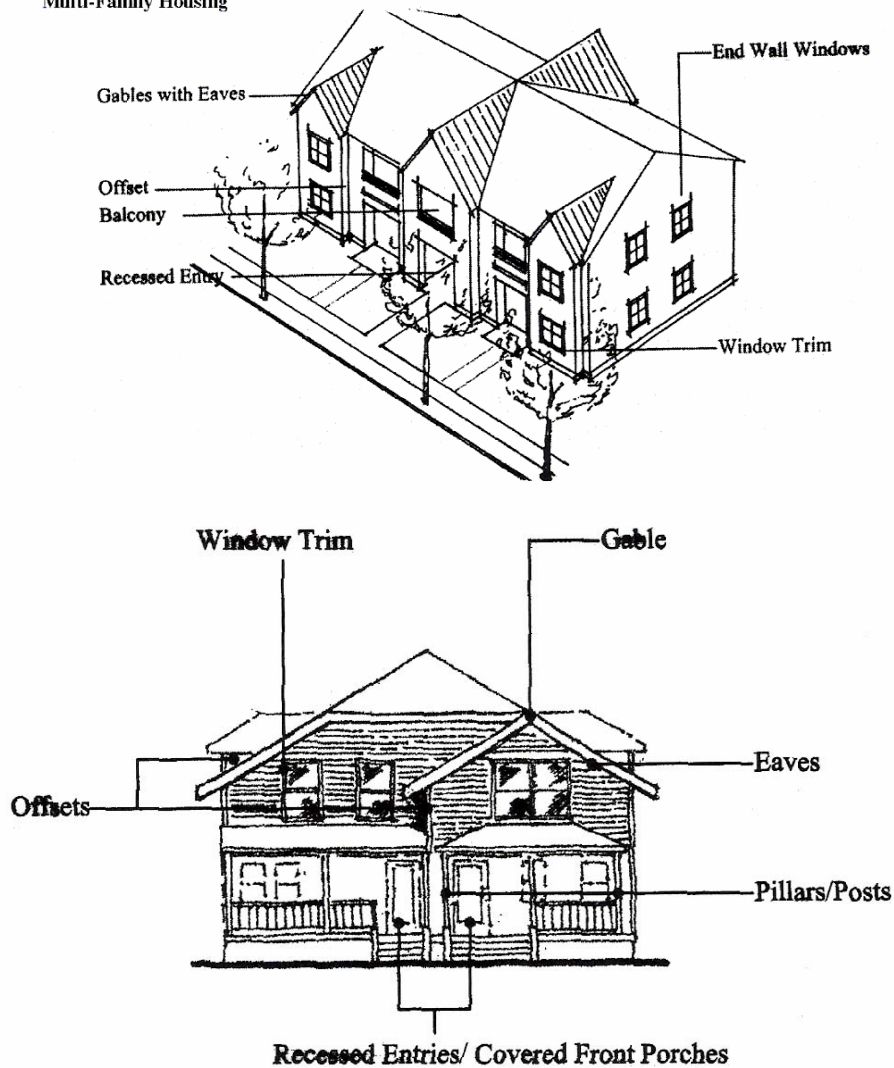 Multi-Family Housing
End Wall Windows
Gables with Eaves
Offset
Balcony
Recessed Entry
Window Trim
Window Trim
Gable
Eaves
Offsets
Pillars/Posts
Recessed Entries/ Covered Front Porches